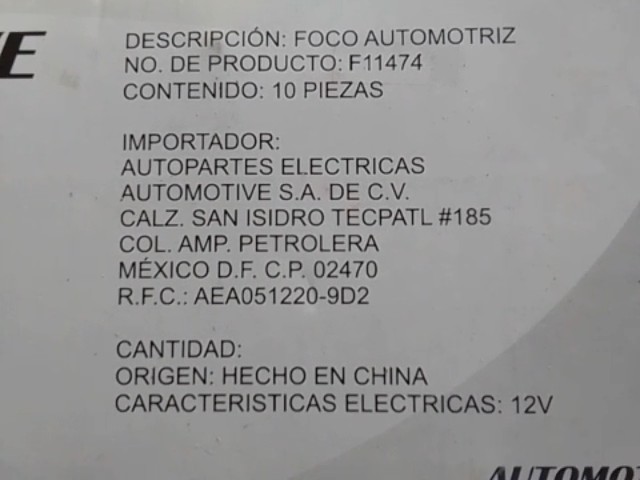 DESCRIPCIÓN: FOCO AUTOMOTRIZ
NO. DE PRODUCTO: F11474
CONTENIDO: 10 PIEZAS
IMPORTADOR:
AUTOPARTES ELECTRICAS
AUTOMOTIVE S.A. DE C.V.
CALZ. SAN ISIDRO TECPATL #185
COL. AMP. PETROLERA
MÉXICO D.F. C.P. 02470
R.F.C.: AEA051220-9D2
CANTIDAD:
ORIGEN: HECHO EN CHINA
CARACTERISTICAS ELECTRICAS: 12V